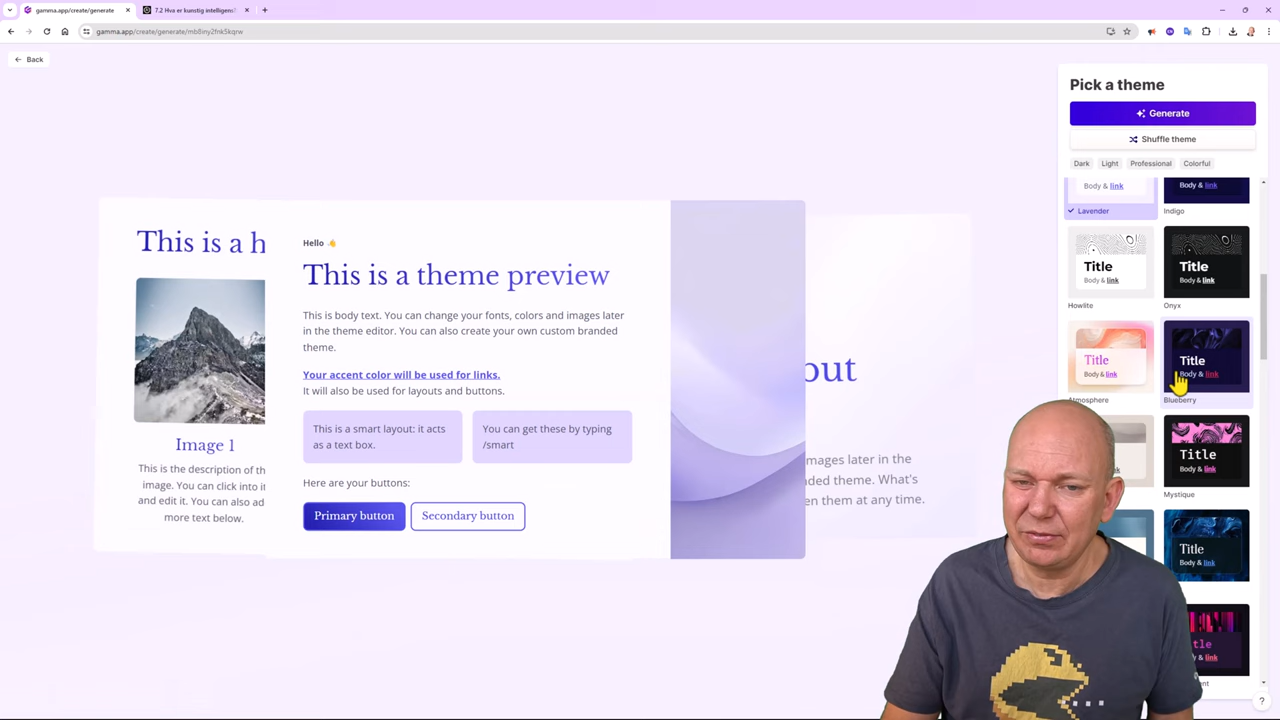 gamma.app/create/generate
7.2 Hva er kunstig intelligens?
gamma.app/create/generate/mb8iny2fnk5kqrw
Back
Pick a theme
Generate
Shuffle theme
Dark Light Professional Colorful
Body & link
Lavender
Body & link
Indigo
Title
Body & link
Howlite
Title
Body & link
Onyx
Title
Body & link
Atmosphere
Title
Body & link
Blueberry
Title
Body & link
Mystique
Title
Body & link
Body & link
This is a h
Image 1
This is the description of th
image. You can click into i
and edit it. You can also ad
more text below.
Hello 👋
This is a theme preview
This is body text. You can change your fonts, colors and images later
in the theme editor. You can also create your own custom branded
theme.
Your accent color will be used for links.
It will also be used for layouts and buttons.
This is a smart layout: it acts
as a text box.
You can get these by typing
/smart
Here are your buttons:
Primary button
Secondary button
out
mages later in the
ded theme. What's
en them at any time.